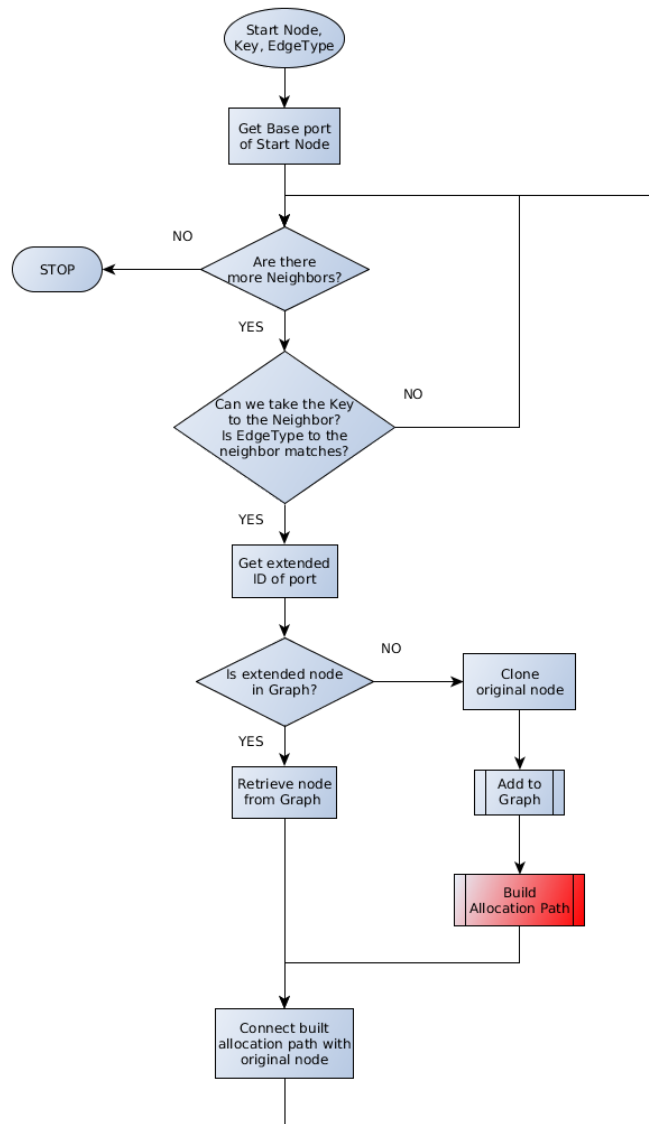 Start Node,
Key, EdgeType
Get Base port
of Start Node
NO
STOP
Are there
more Neighbors?
YES
Can we take the Key
to the Neighbor?
Is EdgeType to the
neighbor matches?
NO
YES
Get extended
ID of port
Is extended node
in Graph?
NO
Clone
original node
YES
Retrieve node
from Graph
Add to
Graph
Build
Allocation Path
Connect built
allocation path with
original node